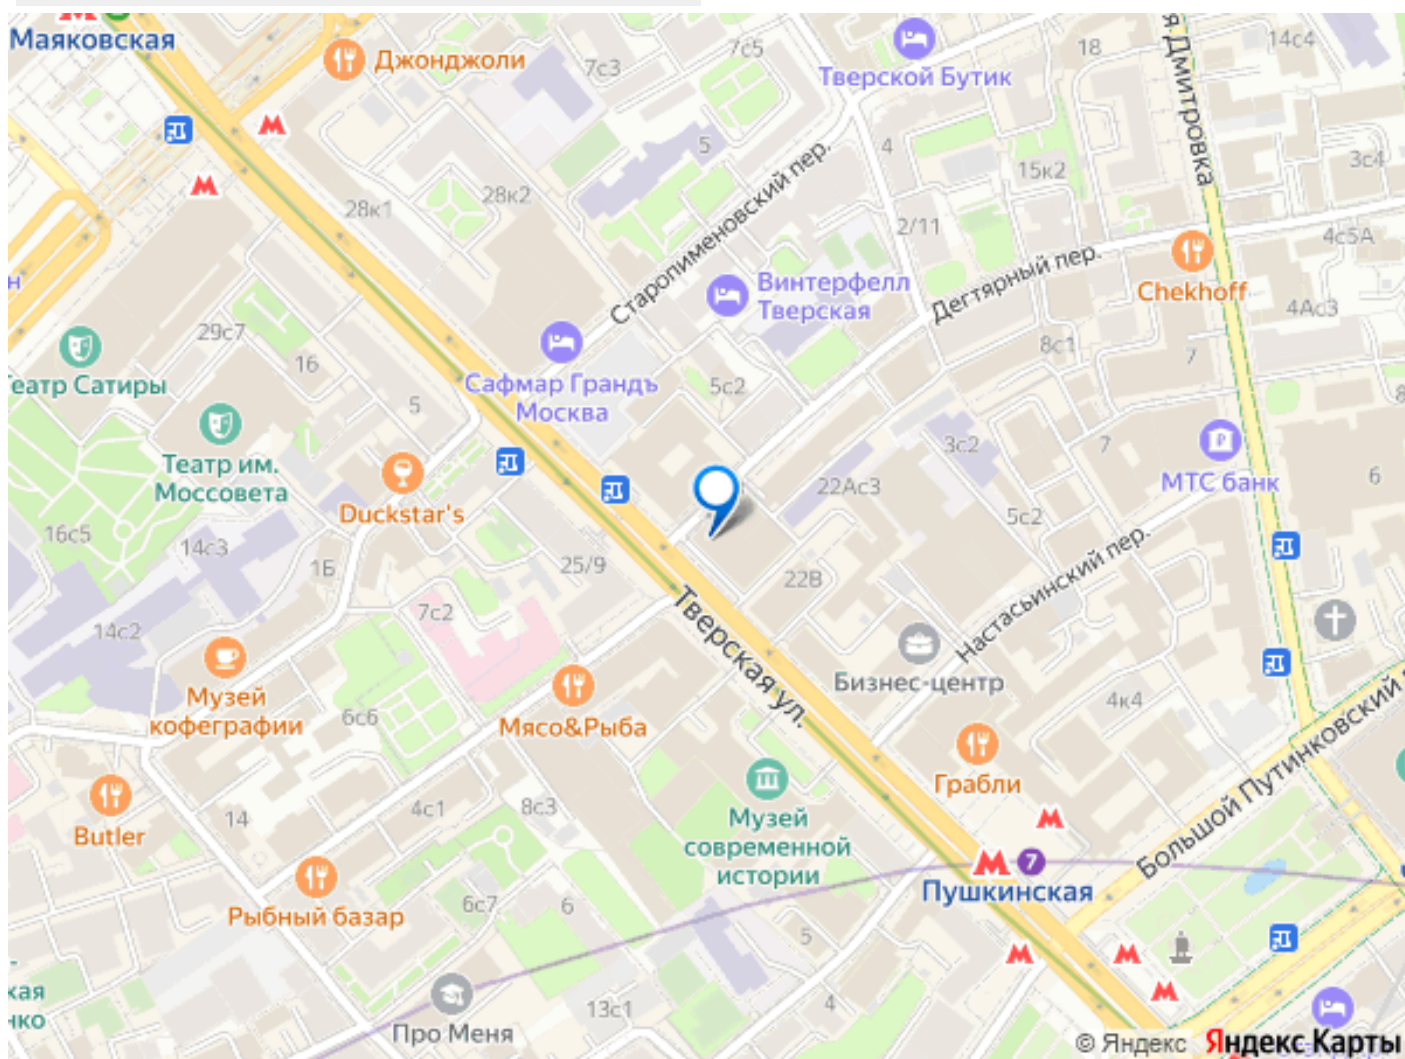 Маяковская
Джонджоли
7с3
7с5
Тверской Бутик
18
я Дмитровка
14с4
28к1
28к2
5
Старопименовский пер.
4
2/11
15к2
3с4
4с5А
Дегтярный пер.
Chekhoff
4Ас3
н
29с7
16
Винтерфелл
Тверская
8с1
7
еатр Сатиры
5
Сафмар Грандъ
Москва
5с2
8
Театр им.
Моссовета
Duckstar's
22Ас3
3с2
7
МТС банк
6
16с5
14с3
1Б
25/9
22В
5с2
Настасьинский пер.
14с2
7с2
Тверская ул.
Музей
кофеграфии
6с6
Мясо&Рыба
Бизнес-центр
4к4
Большой Путинковский
Butler
14
4с1
8с3
Музей
современной
истории
Грабли
7
Пушкинская
Рыбный базар
6с7
6
5
кая
нко
Про Меня
13с1
4
© Яндекс Яндекс Карты